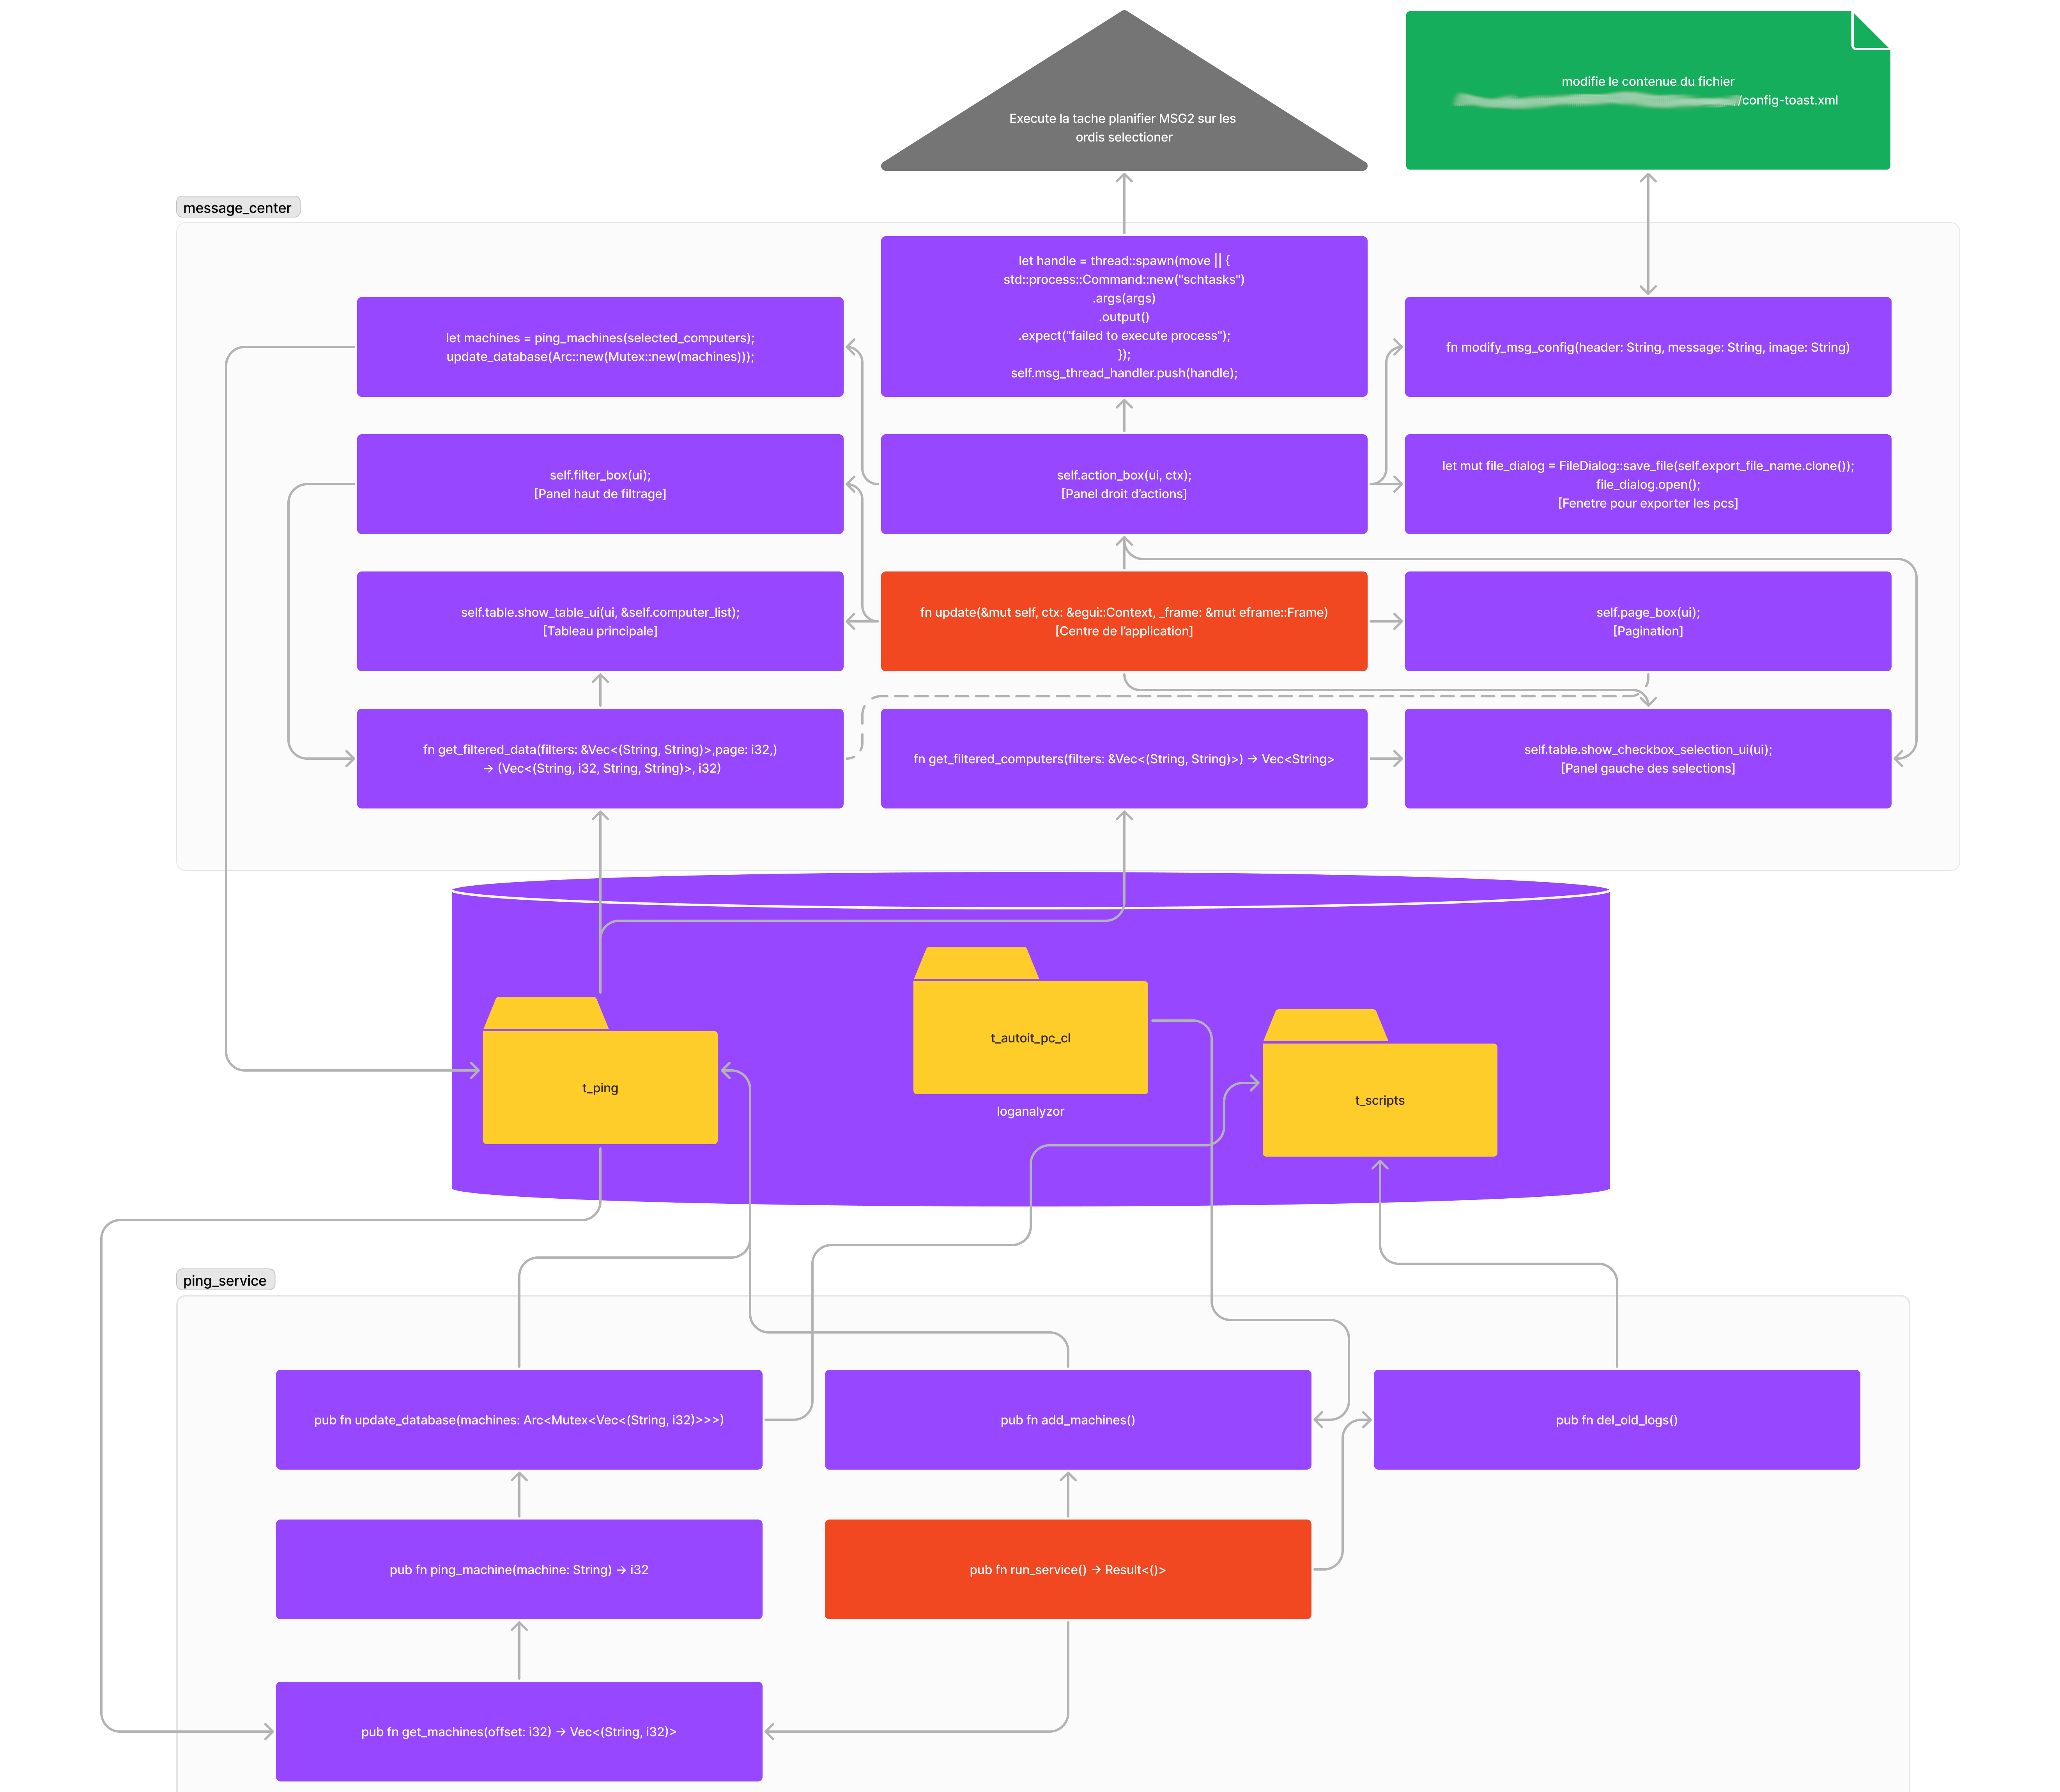 Execute la tache planifier MSG2 sur les
ordis selectioner
modifie le contenue du fichier
/config-toast.xml
message_center
let handle = thread::spawn(move || {
std::process::Command::new("schtasks")
.args(args)
.output()
.expect("failed to execute process");
});
self.msg_thread_handler.push(handle);
let machines = ping_machines(selected_computers);
update_database(Arc::new(Mutex::new(machines)));
fn modify_msg_config(header: String, message: String, image: String)
self.filter_box(ui);
[Panel haut de filtrage]
self.action_box(ui, ctx);
[Panel droit d’actions]
let mut file_dialog = FileDialog::save_file(self.export_file_name.clone());
file_dialog.open();
[Fenetre pour exporter les pcs]
self.table.show_table_ui(ui, &self.computer_list);
[Tableau principale]
fn update(&mut self, ctx: &egui::Context, _frame: &mut eframe::Frame)
[Centre de l’application]
self.page_box(ui);
[Pagination]
fn get_filtered_data(filters: &Vec<(String, String)>,page: i32,)
→ (Vec<(String, i32, String, String)>, i32)
fn get_filtered_computers(filters: &Vec<(String, String)>) → Vec<String>
self.table.show_checkbox_selection_ui(ui);
[Panel gauche des selections]
t_autoit_pc_cl
t_ping
t_scripts
loganalyzor
ping_service
pub fn update_database(machines: Arc<Mutex<Vec<(String, i32)>>>)
pub fn add_machines()
pub fn del_old_logs()
pub fn ping_machine(machine: String) → i32
pub fn run_service() → Result<()>
pub fn get_machines(offset: i32) → Vec<(String, i32)>